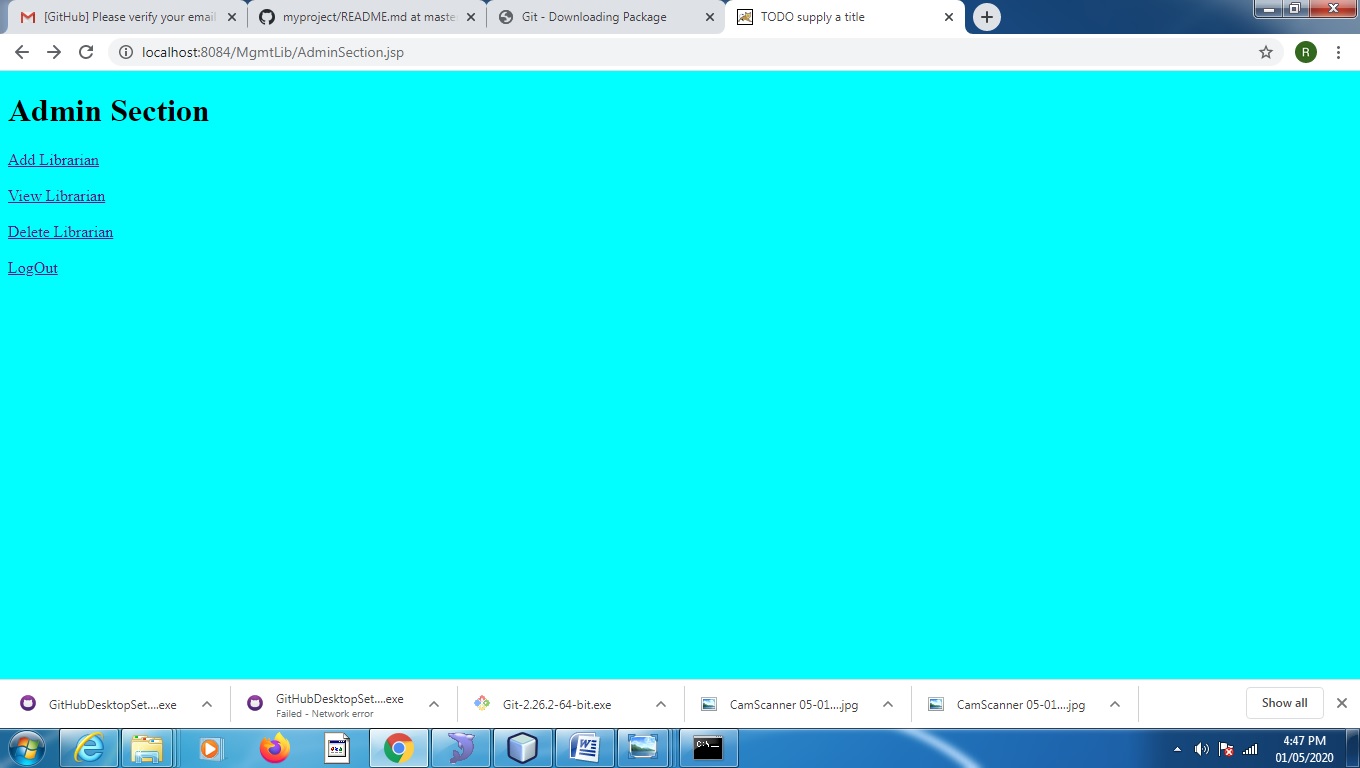 [GitHub] Please verify your email
myproject/README.md at maste
Git - Downloading Package
TODO supply a title
localhost:8084/MgmtLib/AdminSection.jsp
R
Admin Section
Add Librarian
View Librarian
Delete Librarian
LogOut
GitHubDesktopSet....exe
GitHubDesktopSet....exe
Failed - Network error
Git-2.26.2-64-bit.exe
CamScanner 05-01....jpg
CamScanner 05-01....jpg
Show all
C:\_
4:47 PM
01/05/2020